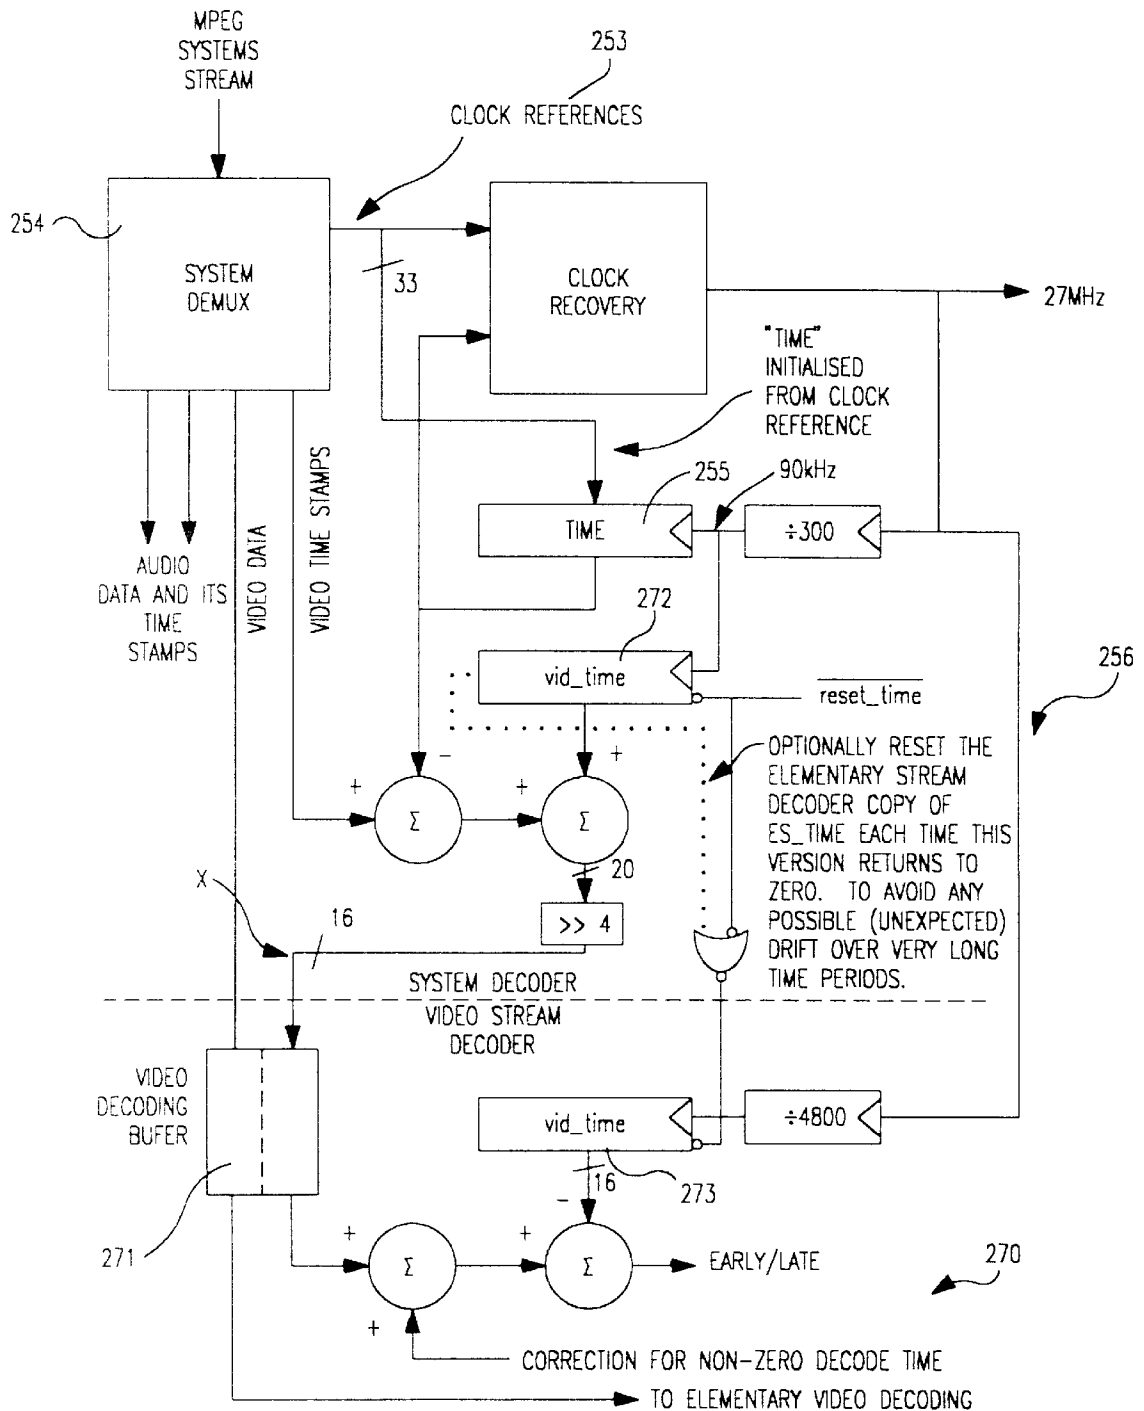 MPEG
SYSTEMS
STREAM
253
CLOCK REFERENCES
254
SYSTEM
DEMUX
33
CLOCK
RECOVERY
27MHz
"TIME"
INITIALISED
FROM CLOCK
REFERENCE
255
90kHz
TIME
÷300
AUDIO
DATA AND ITS
TIME
STAMPS
VIDEO DATA
VIDEO TIME STAMPS
272
vid_time
reset_time
256
OPTIONALLY RESET THE
ELEMENTARY STREAM
DECODER COPY OF
ES_TIME EACH TIME THIS
VERSION RETURNS TO
ZERO. TO AVOID ANY
POSSIBLE (UNEXPECTED)
DRIFT OVER VERY LONG
TIME PERIODS.
- +
+ +
Σ Σ
20
X
16
>> 4
SYSTEM DECODER
VIDEO STREAM
DECODER
VIDEO
DECODING
BUFER
vid_time
÷4800
16
273
271
-
+ +
Σ Σ
EARLY/LATE
270
+
CORRECTION FOR NON-ZERO DECODE TIME
TO ELEMENTARY VIDEO DECODING